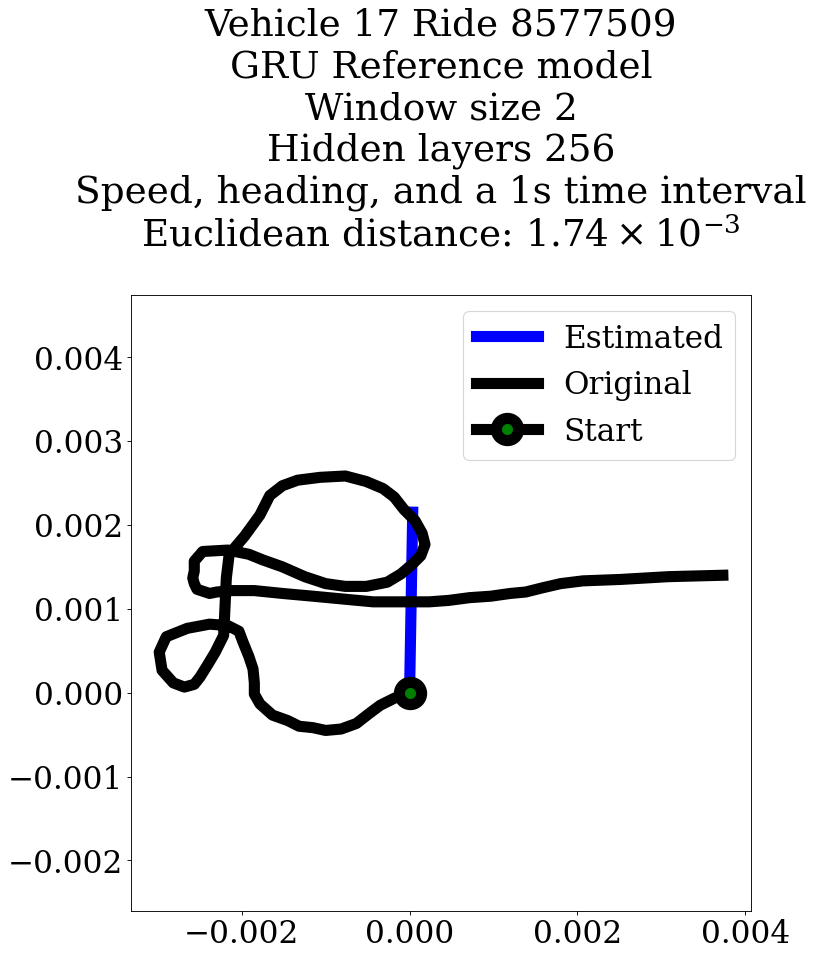 Vehicle 17 Ride 8577509
GRU Reference model
Window size 2
Hidden layers 256
Speed, heading, and a 1s time interval
Euclidean distance: 1.74 × 10⁻³
Estimated
Original
Start
0.004
0.003
0.002
0.001
0.000
−0.001
−0.002
−0.002 0.000 0.002 0.004